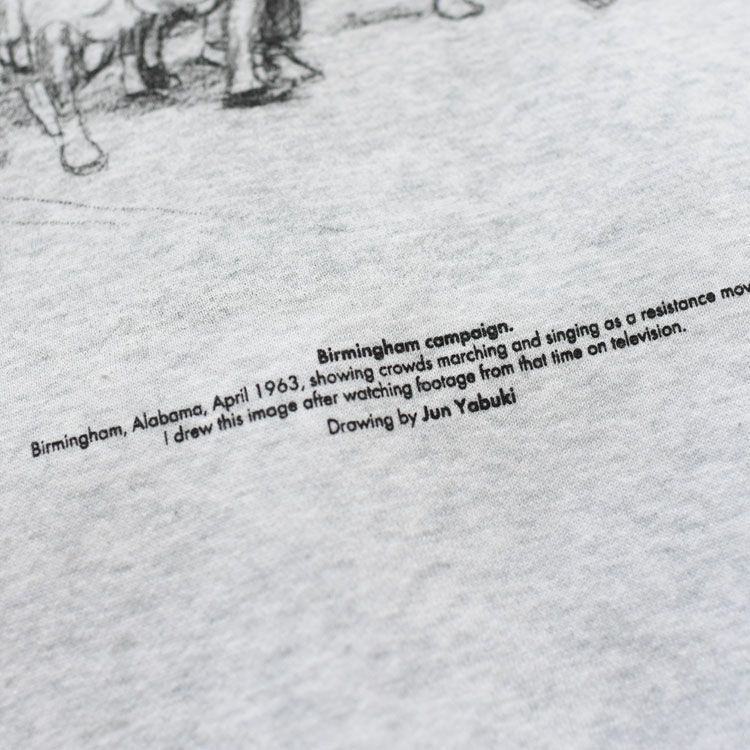 Birmingham campaign.
Birmingham, Alabama, April 1963, showing crowds marching and singing as a resistance
I drew this image after watching footage from that time on television.
Drawing by Jun Yabuki